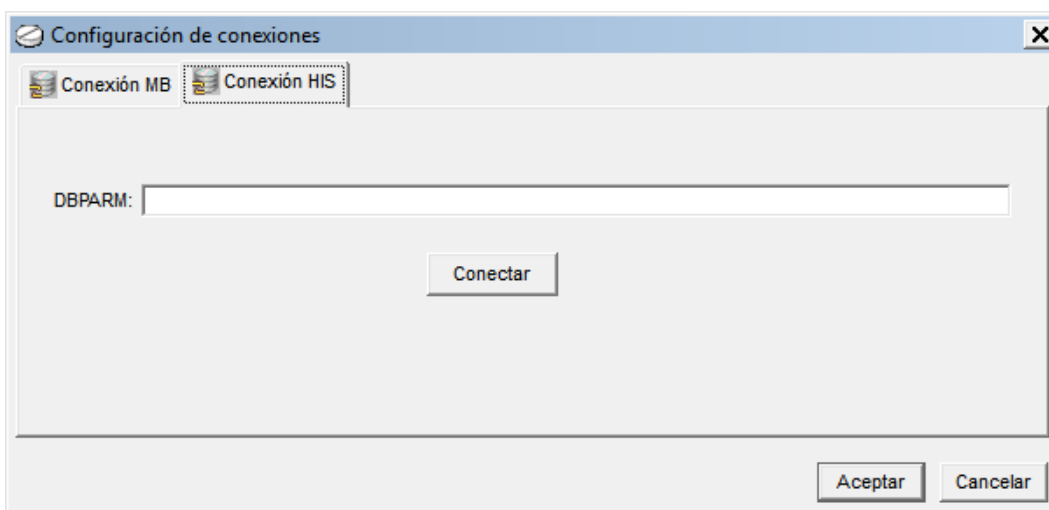 Configuración de conexiones
Conexión MB Conexión HIS
DBPARM:
Conectar
Aceptar Cancelar